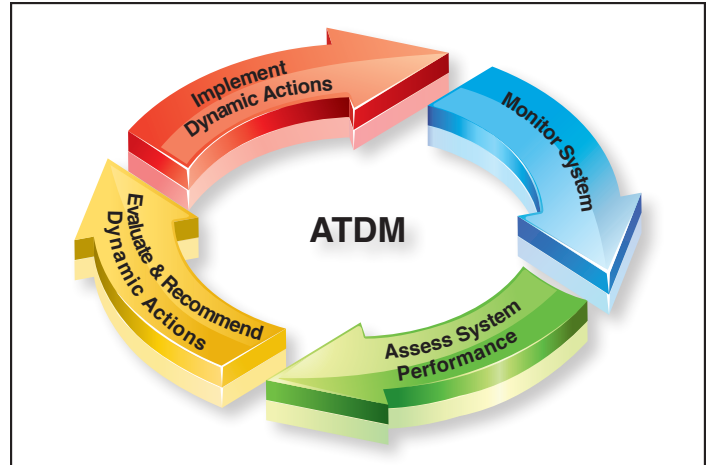 Implement
Dynamic Actions
Monitor System
ATDM
Evaluate & Recommend
Dynamic Actions
Assess System
Performance